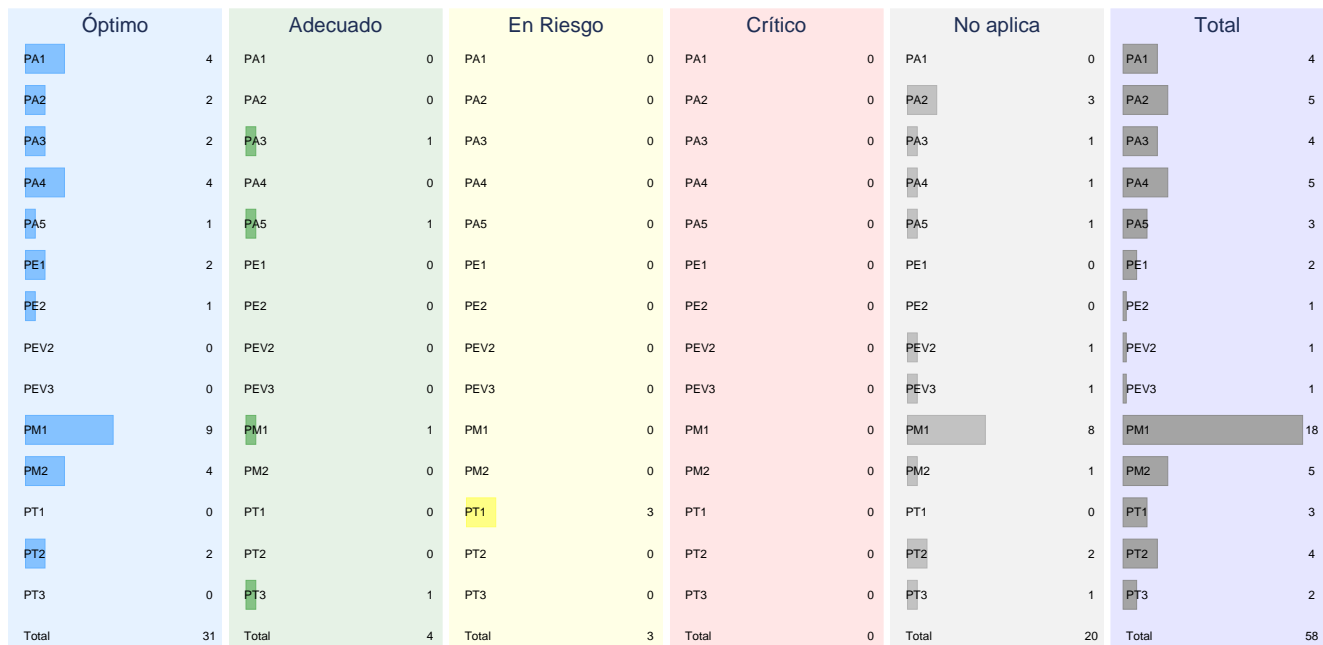 Óptimo Adecuado En Riesgo Crítico No aplica Total
PA1 4 PA1 0 PA1 0 PA1 0 PA1 0 PA1 4
PA2 2 PA2 0 PA2 0 PA2 0 PA2 3 PA2 5
PA3 2 PA3 1 PA3 0 PA3 0 PA3 1 PA3 4
PA4 4 PA4 0 PA4 0 PA4 0 PA4 1 PA4 5
PA5 1 PA5 1 PA5 0 PA5 0 PA5 1 PA5 3
PE1 2 PE1 0 PE1 0 PE1 0 PE1 0 PE1 2
PE2 1 PE2 0 PE2 0 PE2 0 PE2 0 PE2 1
PEV2 0 PEV2 0 PEV2 0 PEV2 0 PEV2 1 PEV2 1
PEV3 0 PEV3 0 PEV3 0 PEV3 0 PEV3 1 PEV3 1
PM1 9 PM1 1 PM1 0 PM1 0 PM1 8 PM1 18
PM2 4 PM2 0 PM2 0 PM2 0 PM2 1 PM2 5
PT1 0 PT1 0 PT1 3 PT1 0 PT1 0 PT1 3
PT2 2 PT2 0 PT2 0 PT2 0 PT2 2 PT2 4
PT3 0 PT3 1 PT3 0 PT3 0 PT3 1 PT3 2
Total 31 Total 4 Total 3 Total 0 Total 20 Total 58